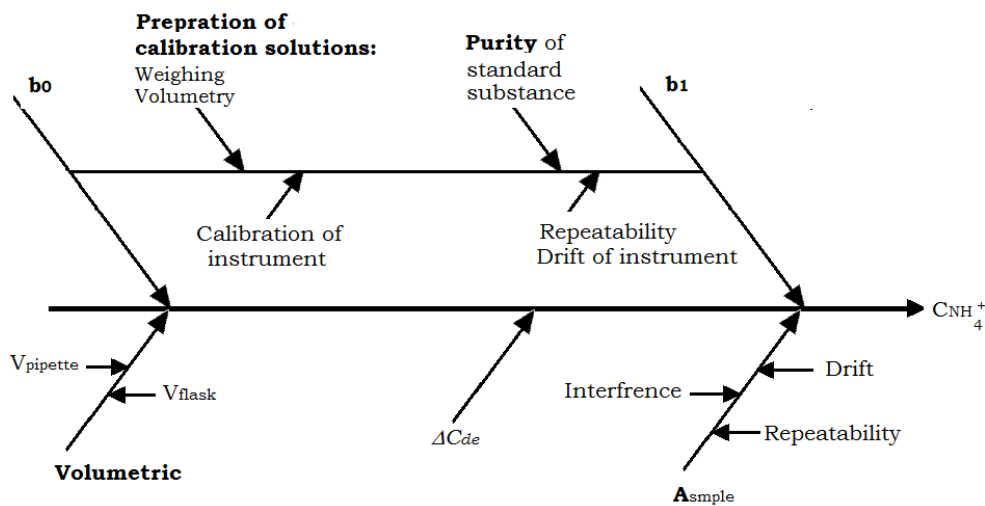 Prepration of
calibration solutions:
Weighing
Volumetry
Purity of
standard
substance
b0
b1
Calibration of
instrument
Repeatability
Drift of instrument
CNH4+
Vpipette
Vflask
Volumetric
ΔCde
Interfrence
Drift
Repeatability
Asmple